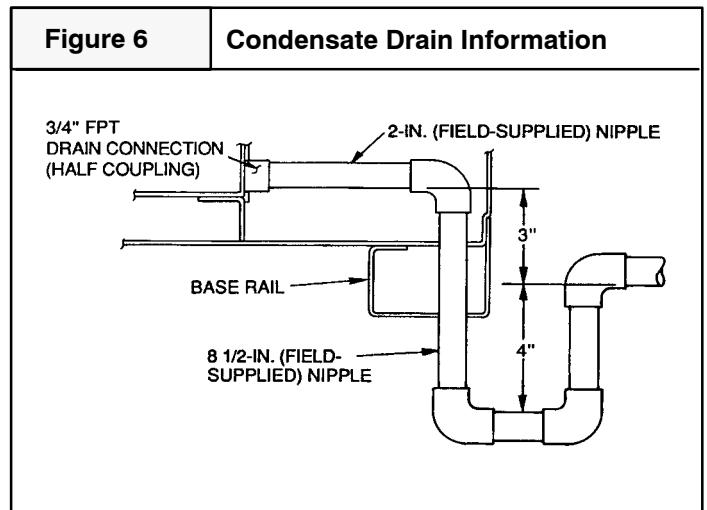 Figure 6
Condensate Drain Information
3/4" FPT
DRAIN CONNECTION
(HALF COUPLING)
2-IN. (FIELD-SUPPLIED) NIPPLE
3"
BASE RAIL
4"
8 1/2-IN. (FIELD-
SUPPLIED) NIPPLE